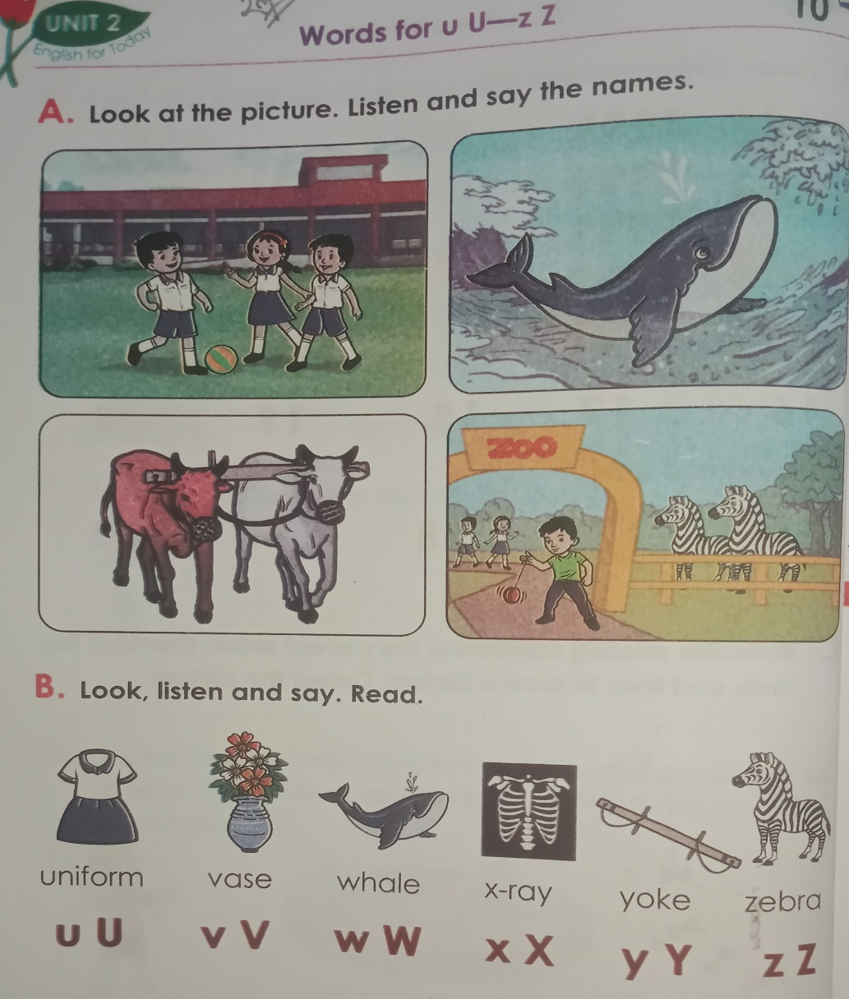 UNIT 2
English for Today
Words for u U—z Z
10
A. Look at the picture. Listen and say the names.
ZOO
B. Look, listen and say. Read.
uniform vase whale x-ray yoke zebra
u U v V w W x X y Y z Z